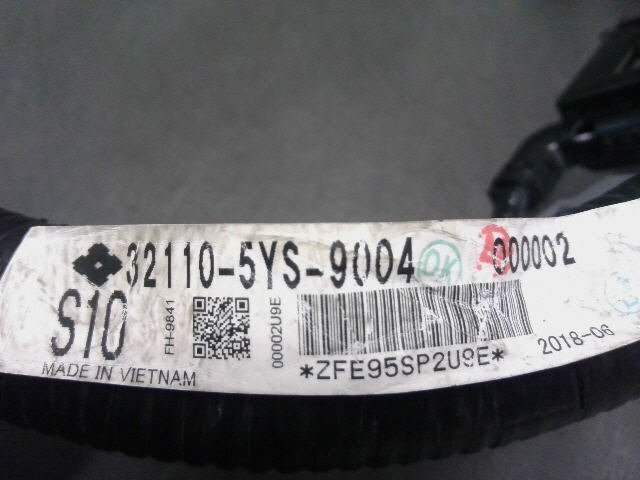 32110-5YS-9004 OK 000002
S10 FH-9841 00002U9E
*ZFE95SP2U9E* 2018-06
MADE IN VIETNAM